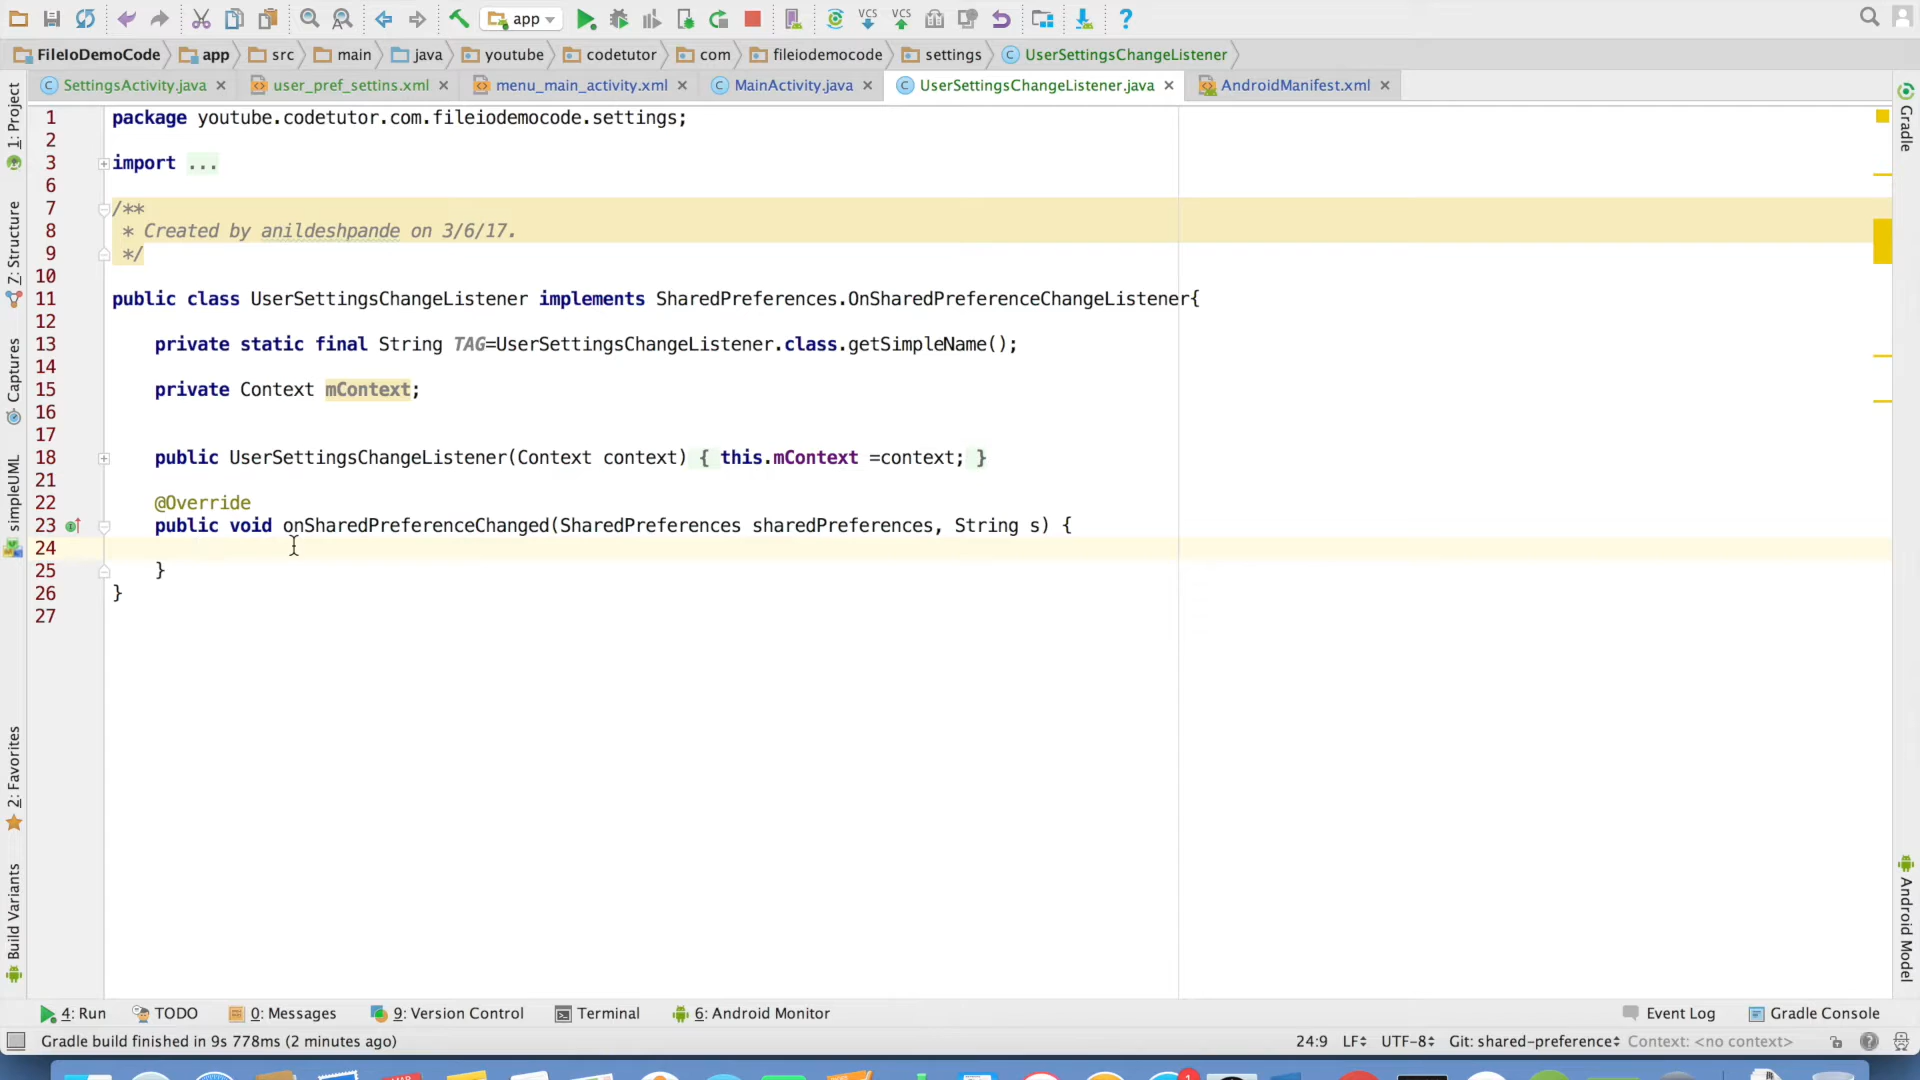 app
FileIoDemoCode app src main java youtube codetutor com fileiodemocode settings UserSettingsChangeListener
SettingsActivity.java user_pref_settins.xml menu_main_activity.xml MainActivity.java UserSettingsChangeListener.java AndroidManifest.xml
1: Project
Z: Structure
Captures
simpleUML
2: Favorites
Build Variants
1 package youtube.codetutor.com.fileiodemocode.settings;
2
3 import ...
6
7 /**
8 * Created by anildeshpande on 3/6/17.
9 */
10
11 public class UserSettingsChangeListener implements SharedPreferences.OnSharedPreferenceChangeListener{
12
13 private static final String TAG=UserSettingsChangeListener.class.getSimpleName();
14
15 private Context mContext;
16
17
18 public UserSettingsChangeListener(Context context) { this.mContext =context; }
21
22 @Override
23 public void onSharedPreferenceChanged(SharedPreferences sharedPreferences, String s) {
24
25 }
26 }
27
Gradle
Android Model
4: Run TODO 0: Messages 9: Version Control Terminal 6: Android Monitor Event Log Gradle Console
Gradle build finished in 9s 778ms (2 minutes ago) 24:9 LF UTF-8 Git: shared-preference Context: <no context>